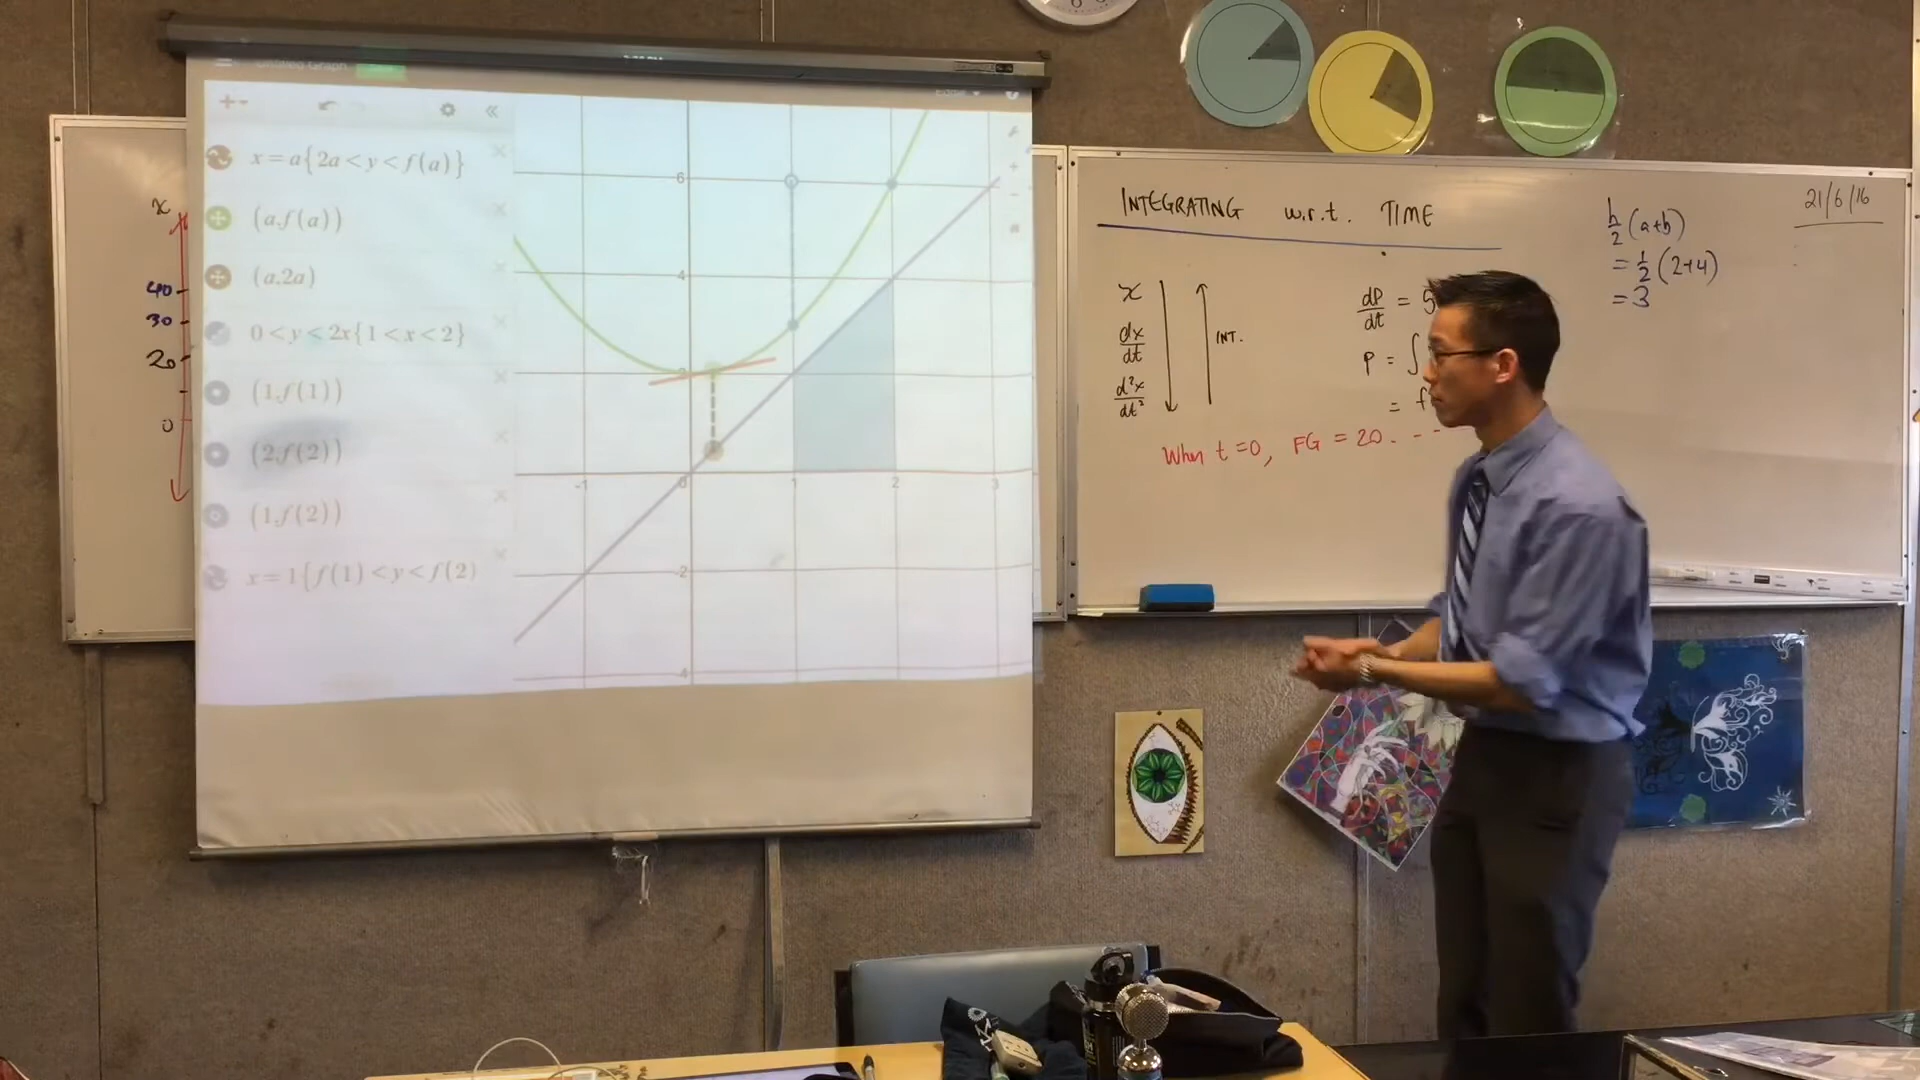 Untitled Graph
x=a{2a<y<f(a)}
(a,f(a))
(a,2a)
0<y<2x{1<x<2}
(1,f(1))
(2,f(2))
(1,f(2))
x=1{f(1)<y<f(2)
6
4
2
-1
0
1
2
3
-2
-4
x
40
30
20
0
INTEGRATING w.r.t. TIME
x
dx/dt
d²x/dt²
INT.
dP/dt =
P = ∫
=
When t=0, FG = 20. - -
h/2 (a+b)
= 1/2 (2+4)
= 3
21/6/16